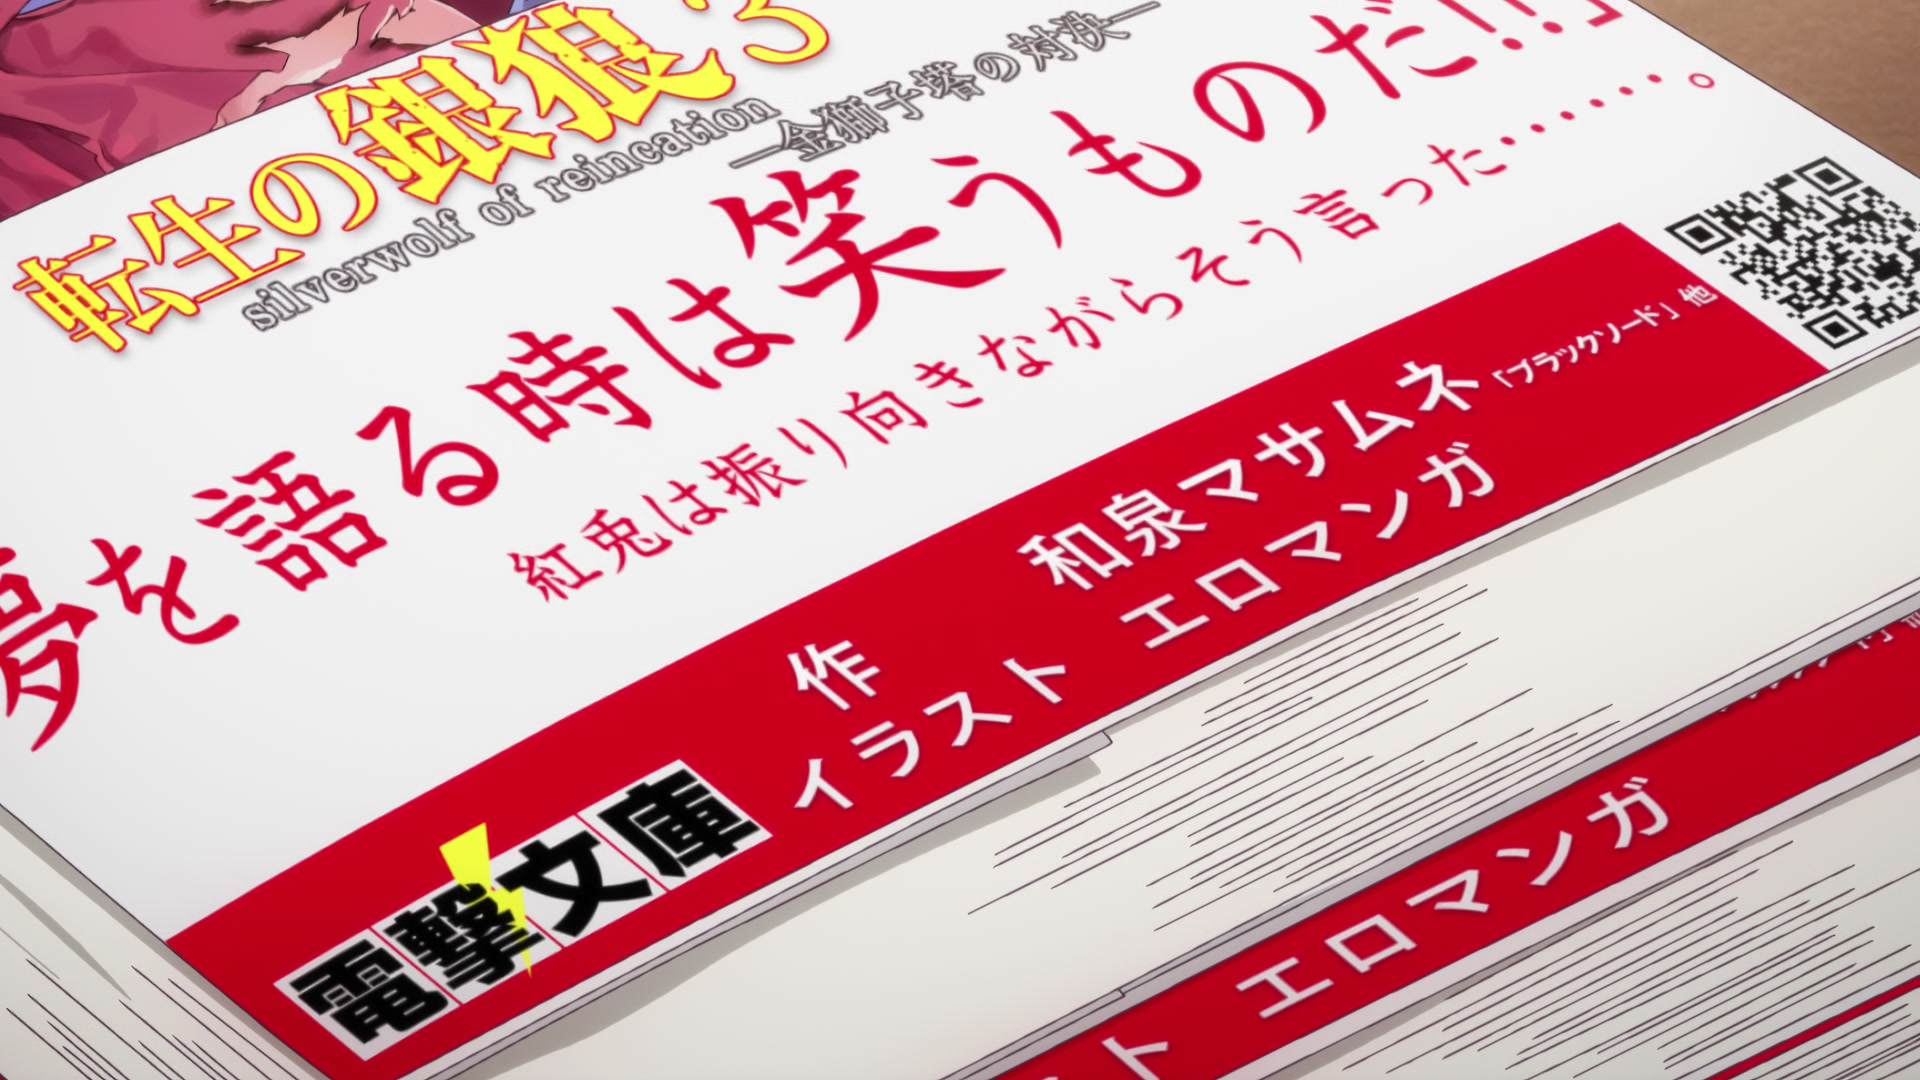 転生の銀狼 3
silverwolf of reincation
―金獅子塔の対決―
夢を語る時は笑うものだ!!」
紅兎は振り向きながらそう言った……。
作 和泉マサムネ 「ブラックソード」他
イラスト エロマンガ
電撃文庫
エロマンガ
スト